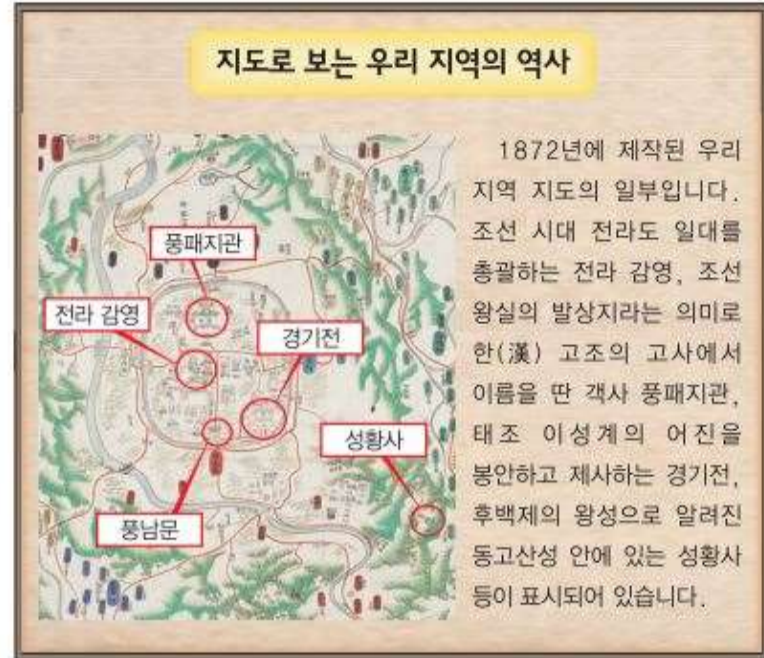 지도로 보는 우리 지역의 역사
풍패지관
전라 감영
경기전
성황사
풍남문
1872년에 제작된 우리
지역 지도의 일부입니다.
조선 시대 전라도 일대를
총괄하는 전라 감영, 조선
왕실의 발상지라는 의미로
한(漢) 고조의 고사에서
이름을 딴 객사 풍패지관,
태조 이성계의 어진을
봉안하고 제사하는 경기전,
후백제의 왕성으로 알려진
동고산성 안에 있는 성황사
등이 표시되어 있습니다.